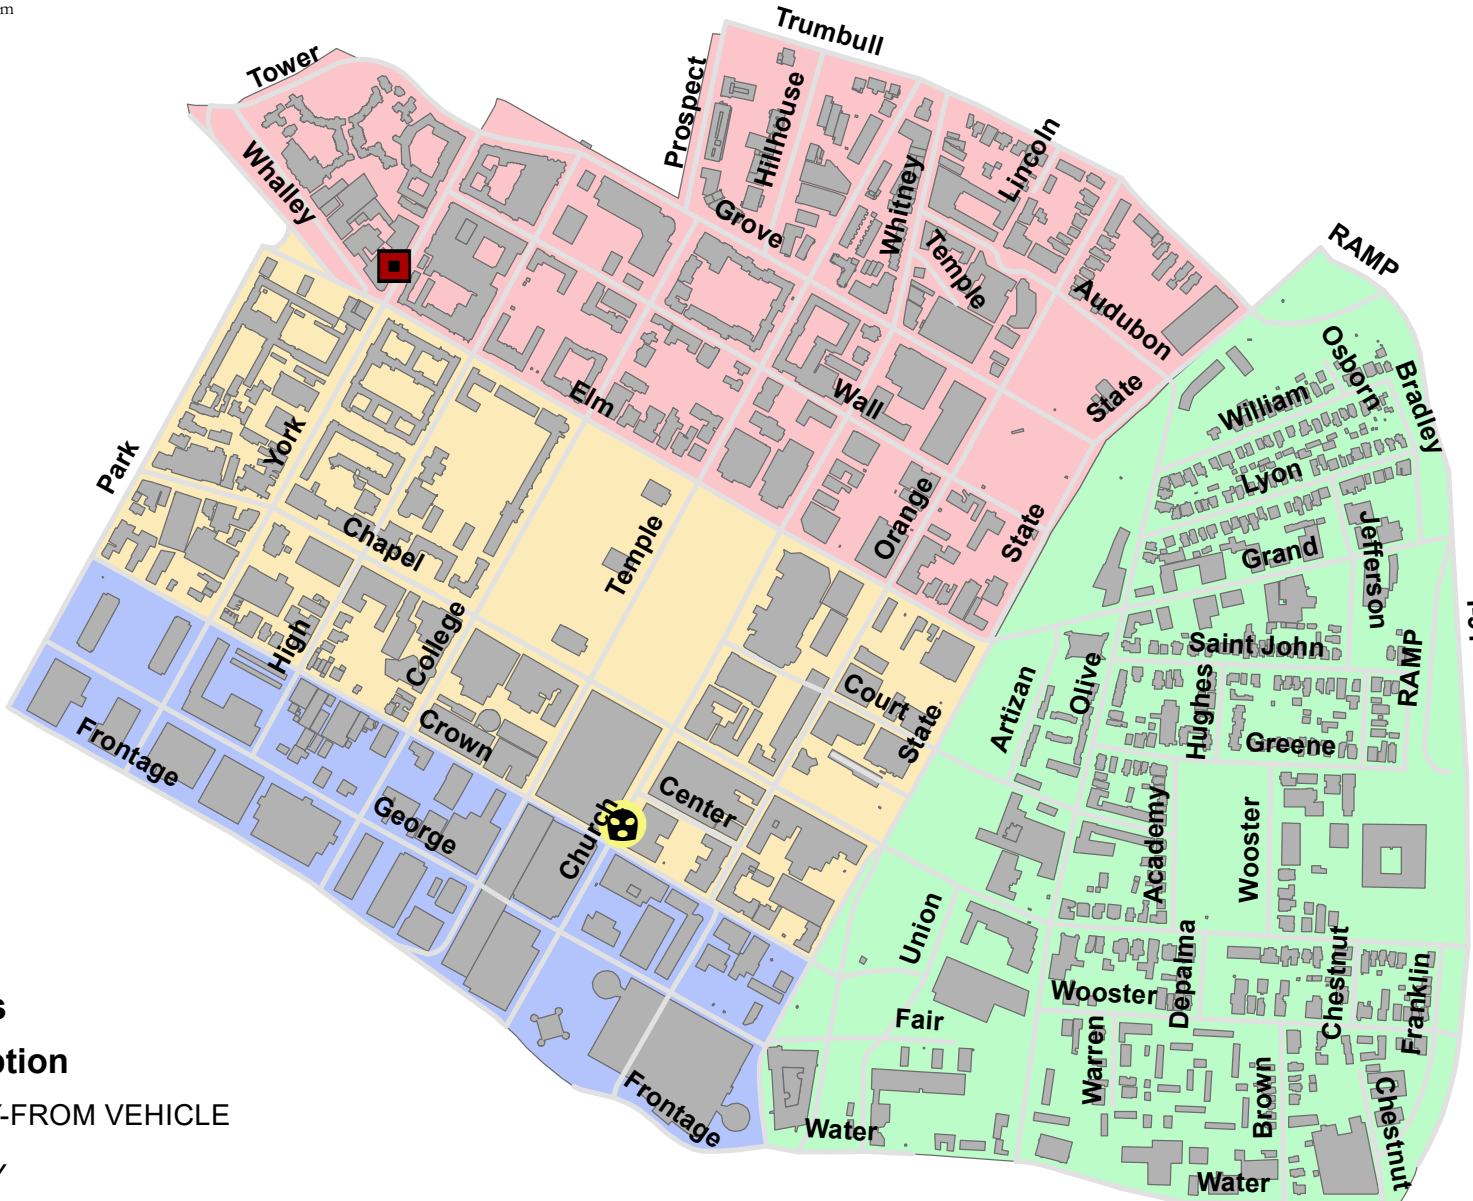 m
Trumbull
Tower
Prospect
Hillhouse
Lincoln
Whalley
Grove
Whitney
Temple
RAMP
Audubon
Osborn
Bradley
State
William
Elm
Wall
York
Park
Lyon
Orange
State
Jefferson
Grand
Chapel
Temple
Saint John
High
College
RAMP
Artizan
Olive
Hughes
Court
State
Crown
Greene
Frontage
Center
Church
George
Academy
Wooster
Union
Depalma
Chestnut
Franklin
Wooster
Fair
Warren
Brown
Chestnut
Frontage
Water
Water
s
ption
Y-FROM VEHICLE
Y